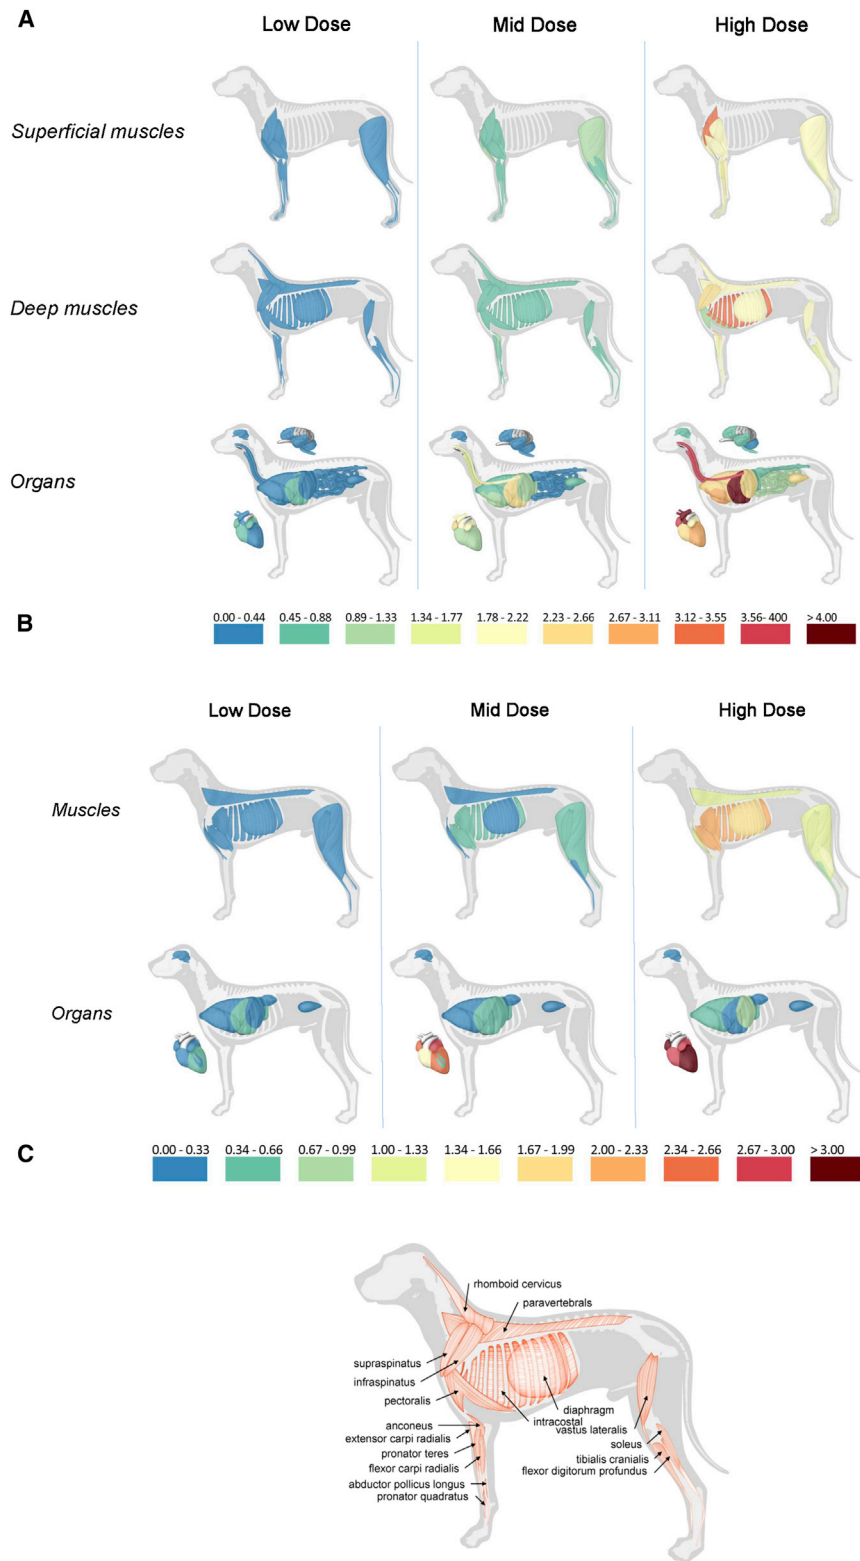 A
Low Dose
Mid Dose
High Dose
Superficial muscles
Deep muscles
Organs
B
0.00 - 0.44
0.45 - 0.88
0.89 - 1.33
1.34 - 1.77
1.78 - 2.22
2.23 - 2.66
2.67 - 3.11
3.12 - 3.55
3.56- 400
> 4.00
Low Dose
Mid Dose
High Dose
Muscles
Organs
C
0.00 - 0.33
0.34 - 0.66
0.67 - 0.99
1.00 - 1.33
1.34 - 1.66
1.67 - 1.99
2.00 - 2.33
2.34 - 2.66
2.67 - 3.00
> 3.00
rhomboid cervicus
paravertebrals
supraspinatus
infraspinatus
pectoralis
diaphragm
intracostal
vastus lateralis
anconeus
extensor carpi radialis
soleus
pronator teres
tibialis cranialis
flexor carpi radialis
flexor digitorum profundus
abductor pollicus longus
pronator quadratus